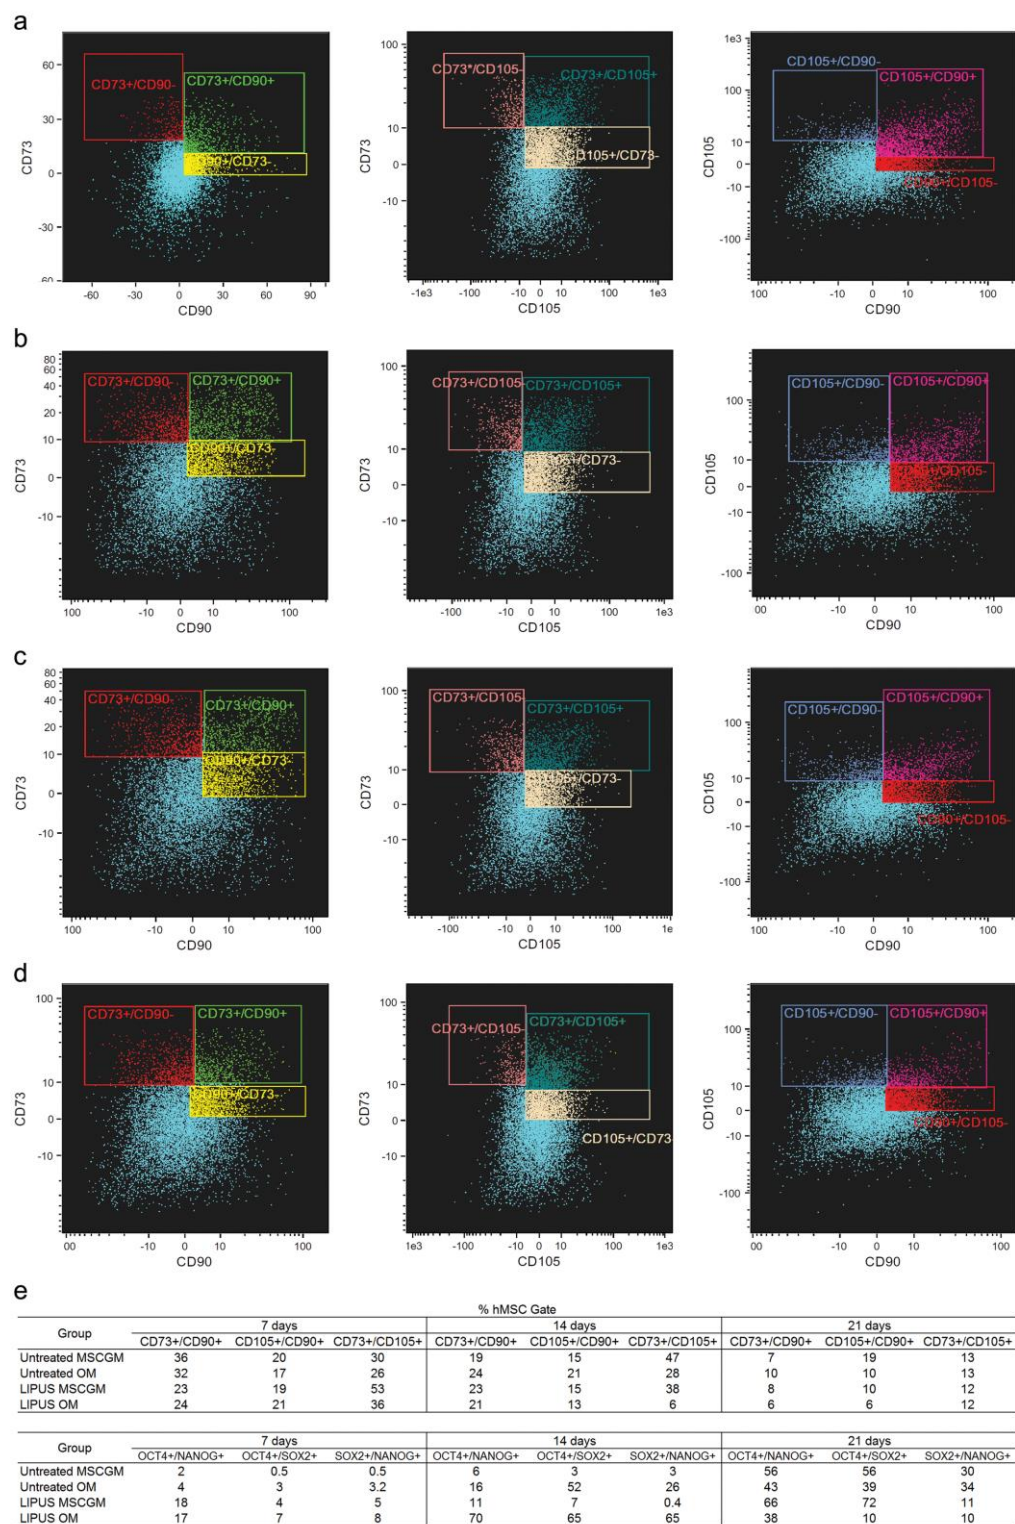 a
60
30
0
-30
60
CD73
CD73+/CD90-
CD73+/CD90+
CD90+/CD73-
-60 -30 0 30 60 90
CD90
100
10
0
-10
CD73
CD73*/CD105-
CD73+/CD105+
CD105+/CD73-
-1e3 -100 -10 0 10 100 1e3
CD105
1e3
100
10
0
-10
-100
CD105
CD105+/CD90-
CD105+/CD90+
CD90+/CD105-
100 -10 0 10 100
CD90
b
80
60
40
20
10
0
-10
CD73
CD73+/CD90-
CD73+/CD90+
CD90+/CD73-
100 -10 0 10 100
CD90
100
10
0
-10
CD73
CD73+/CD105-
CD73+/CD105+
CD105+/CD73-
-100 -10 0 10 100 1e3
CD105
100
10
0
-10
-100
CD105
CD105+/CD90-
CD105+/CD90+
CD90+/CD105-
00 -10 0 10 100
CD90
c
80
60
40
20
10
0
-10
CD73
CD73+/CD90-
CD73+/CD90+
CD90+/CD73-
100 -10 0 10 100
CD90
100
10
0
-10
CD73
CD73+/CD105-
CD73+/CD105+
CD105+/CD73-
-100 -10 0 10 100 1e
CD105
100
10
0
-10
-100
CD105
CD105+/CD90-
CD105+/CD90+
CD90+/CD105-
-100 -10 0 10 100
CD90
d
100
10
0
-10
CD73
CD73+/CD90-
CD73+/CD90+
CD90+/CD73-
00 -10 0 10 100
CD90
100
10
0
-10
CD73
CD73+/CD105-
CD73+/CD105+
CD105+/CD73-
1e3 -100 -10 0 10 100 1e3
CD105
100
10
0
-10
-100
CD105
CD105+/CD90-
CD105+/CD90+
CD90+/CD105-
100 -10 0 10 100
CD90
e
% hMSC Gate
Group 7 days 14 days 21 days
CD73+/CD90+ CD105+/CD90+ CD73+/CD105+ CD73+/CD90+ CD105+/CD90+ CD73+/CD105+ CD73+/CD90+ CD105+/CD90+ CD73+/CD105+
Untreated MSCGM 36 20 30 19 15 47 7 19 13
Untreated OM 32 17 26 24 21 28 10 10 13
LIPUS MSCGM 23 19 53 23 15 38 8 10 12
LIPUS OM 24 21 36 21 13 6 6 6 12
Group 7 days 14 days 21 days
OCT4+/NANOG+ OCT4+/SOX2+ SOX2+/NANOG+ OCT4+/NANOG+ OCT4+/SOX2+ SOX2+/NANOG+ OCT4+/NANOG+ OCT4+/SOX2+ SOX2+/NANOG+
Untreated MSCGM 2 0.5 0.5 6 3 3 56 56 30
Untreated OM 4 3 3.2 16 52 26 43 39 34
LIPUS MSCGM 18 4 5 11 7 0.4 66 72 11
LIPUS OM 17 7 8 70 65 65 38 10 10